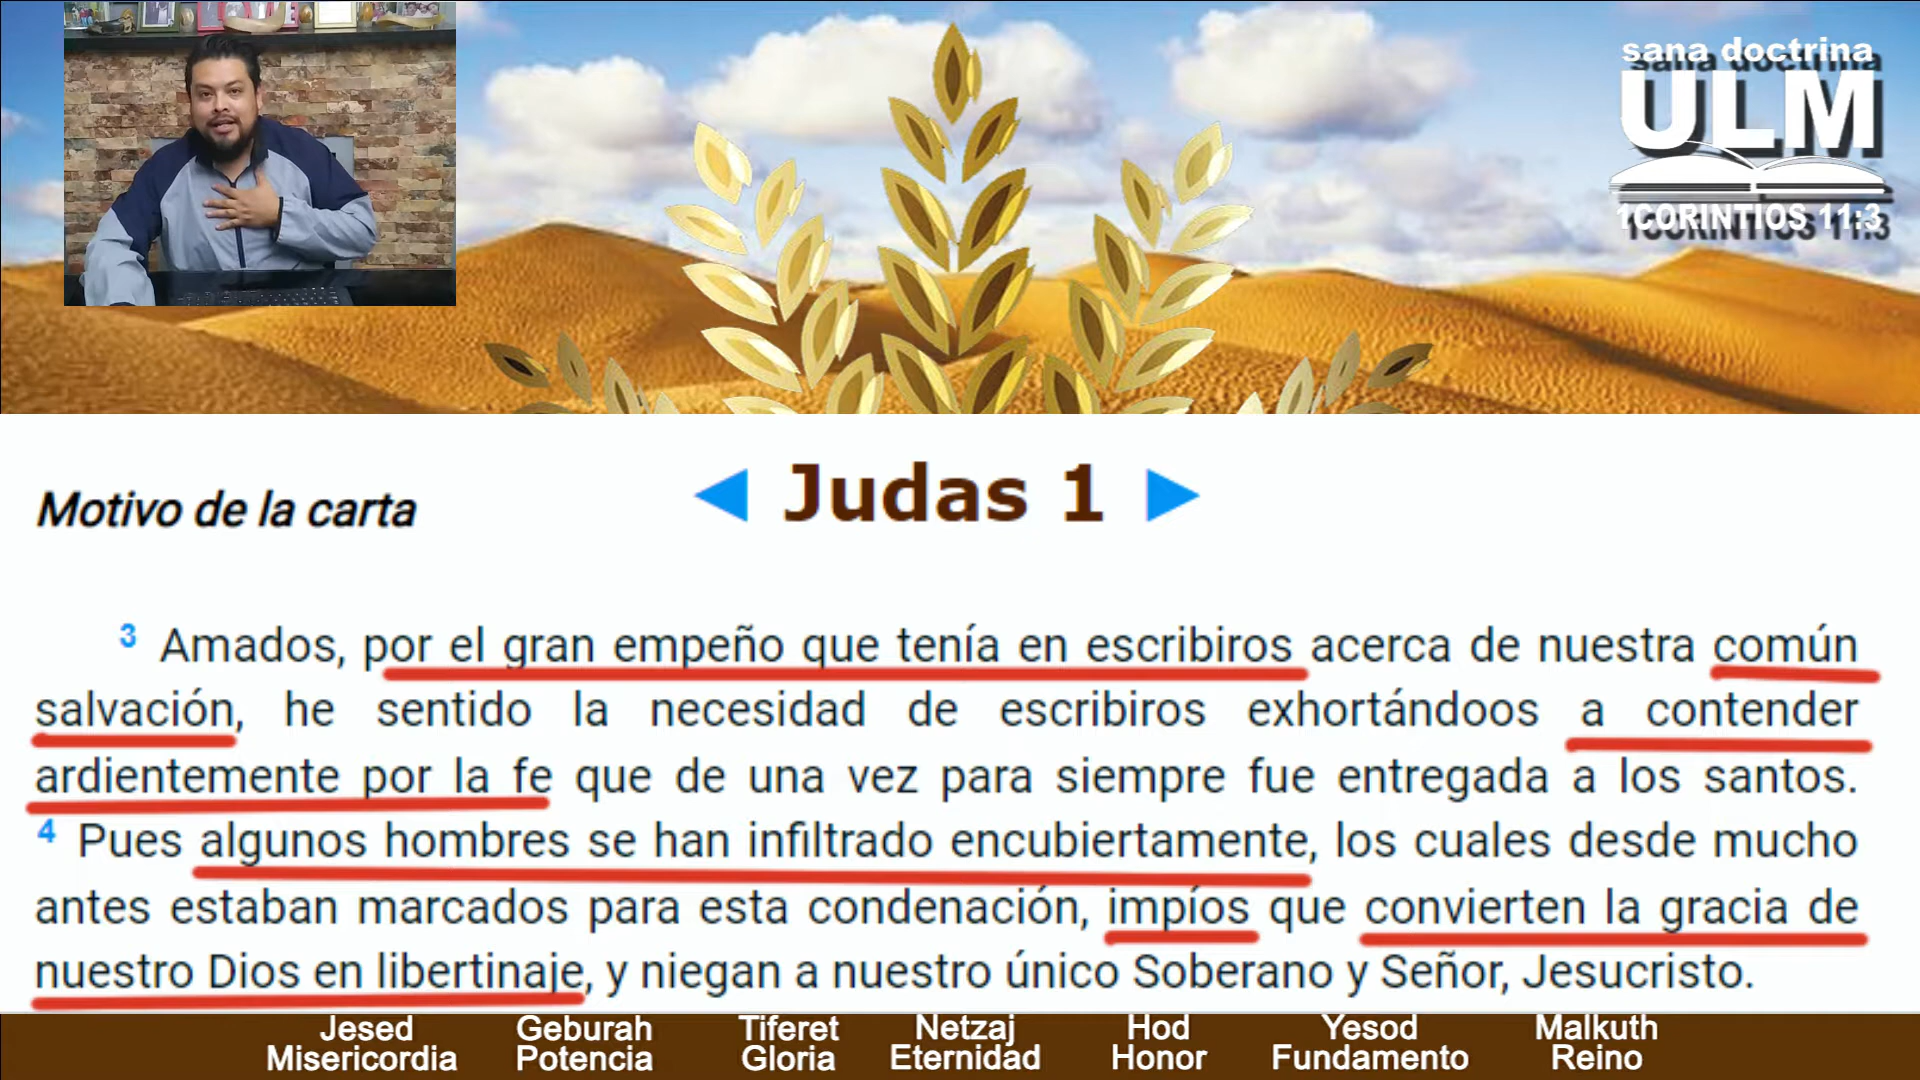 sana doctrina
ULM
1CORINTIOS 11:3
Judas 1
Motivo de la carta
3 Amados, por el gran empeño que tenía en escribiros acerca de nuestra común
salvación, he sentido la necesidad de escribiros exhortándoos a contender
ardientemente por la fe que de una vez para siempre fue entregada a los santos.
4 Pues algunos hombres se han infiltrado encubiertamente, los cuales desde mucho
antes estaban marcados para esta condenación, impíos que convierten la gracia de
nuestro Dios en libertinaje, y niegan a nuestro único Soberano y Señor, Jesucristo.
Jesed Geburah Tiferet Netzaj Hod Yesod Malkuth
Misericordia Potencia Gloria Eternidad Honor Fundamento Reino